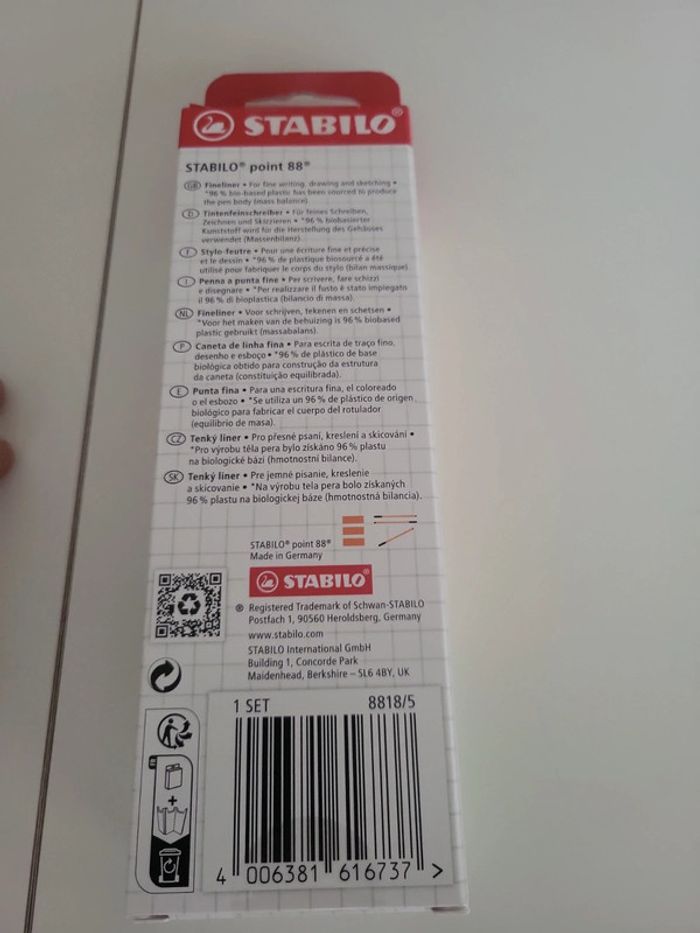 STABILO®
STABILO® point 88®
GB Fineliner • For fine writing, drawing and sketching •
*96 % bio-based plastic has been sourced to produce
the pen body (mass balance).
D Tintenfeinschreiber • Für feines Schreiben,
Zeichnen und Skizzieren • *96 % biobasierter
Kunststoff wird für die Herstellung des Gehäuses
verwendet (Massenbilanz).
F Stylo-feutre • Pour une écriture fine et précise
et le dessin • *96 % de plastique biosourcé a été
utilisé pour fabriquer le corps du stylo (bilan massique).
I Penna a punta fine • Per scrivere, fare schizzi
e disegnare • *Per realizzare il fusto è stato impiegato
il 96 % di bioplastica (bilancio di massa).
NL Fineliner • Voor schrijven, tekenen en schetsen •
*Voor het maken van de behuizing is 96 % biobased
plastic gebruikt (massabalans).
P Caneta de linha fina • Para escrita de traço fino,
desenho e esboço • *96 % de plástico de base
biológica obtido para construção da estrutura
da caneta (constituição equilibrada).
E Punta fina • Para una escritura fina, el coloreado
o el esbozo • *Se utiliza un 96 % de plástico de origen
biológico para fabricar el cuerpo del rotulador
(equilibrio de masa).
CZ Tenký liner • Pro přesné psaní, kreslení a skicování •
*Pro výrobu těla pera bylo získáno 96 % plastu
na biologické bázi (hmotnostní bilance).
SK Tenký liner • Pre jemné písanie, kreslenie
a skicovanie • *Na výrobu tela pera bolo získaných
96 % plastu na biologickej báze (hmotnostná bilancia).
STABILO® point 88®
Made in Germany
STABILO®
® Registered Trademark of Schwan-STABILO
Postfach 1, 90560 Heroldsberg, Germany
www.stabilo.com
STABILO International GmbH
Building 1, Concorde Park
Maidenhead, Berkshire – SL6 4BY, UK
1 SET 8818/5
4 006381 616737 >